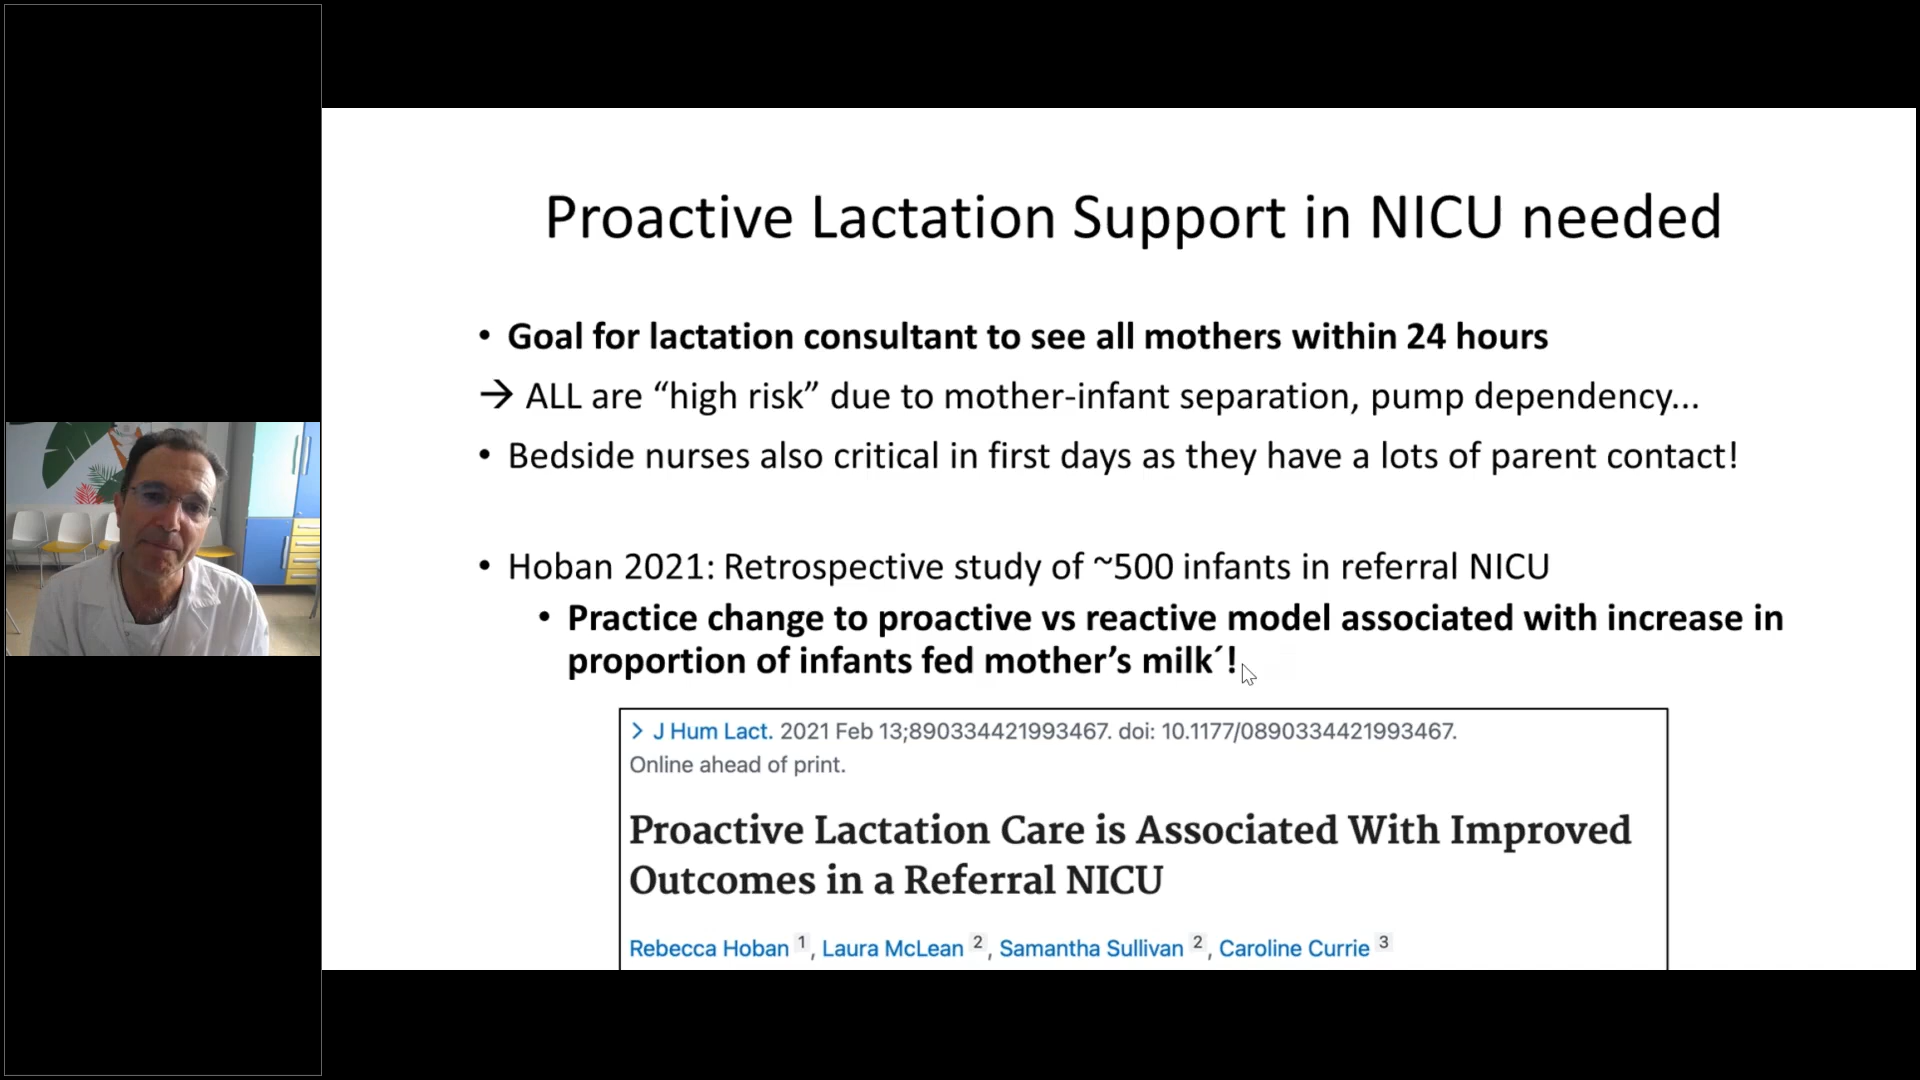 Proactive Lactation Support in NICU needed
• Goal for lactation consultant to see all mothers within 24 hours
→ ALL are “high risk” due to mother-infant separation, pump dependency...
• Bedside nurses also critical in first days as they have a lots of parent contact!
• Hoban 2021: Retrospective study of ~500 infants in referral NICU
• Practice change to proactive vs reactive model associated with increase in
proportion of infants fed mother’s milk´!
> J Hum Lact. 2021 Feb 13;890334421993467. doi: 10.1177/0890334421993467.
Online ahead of print.
Proactive Lactation Care is Associated With Improved
Outcomes in a Referral NICU
Rebecca Hoban 1, Laura McLean 2, Samantha Sullivan 2, Caroline Currie 3